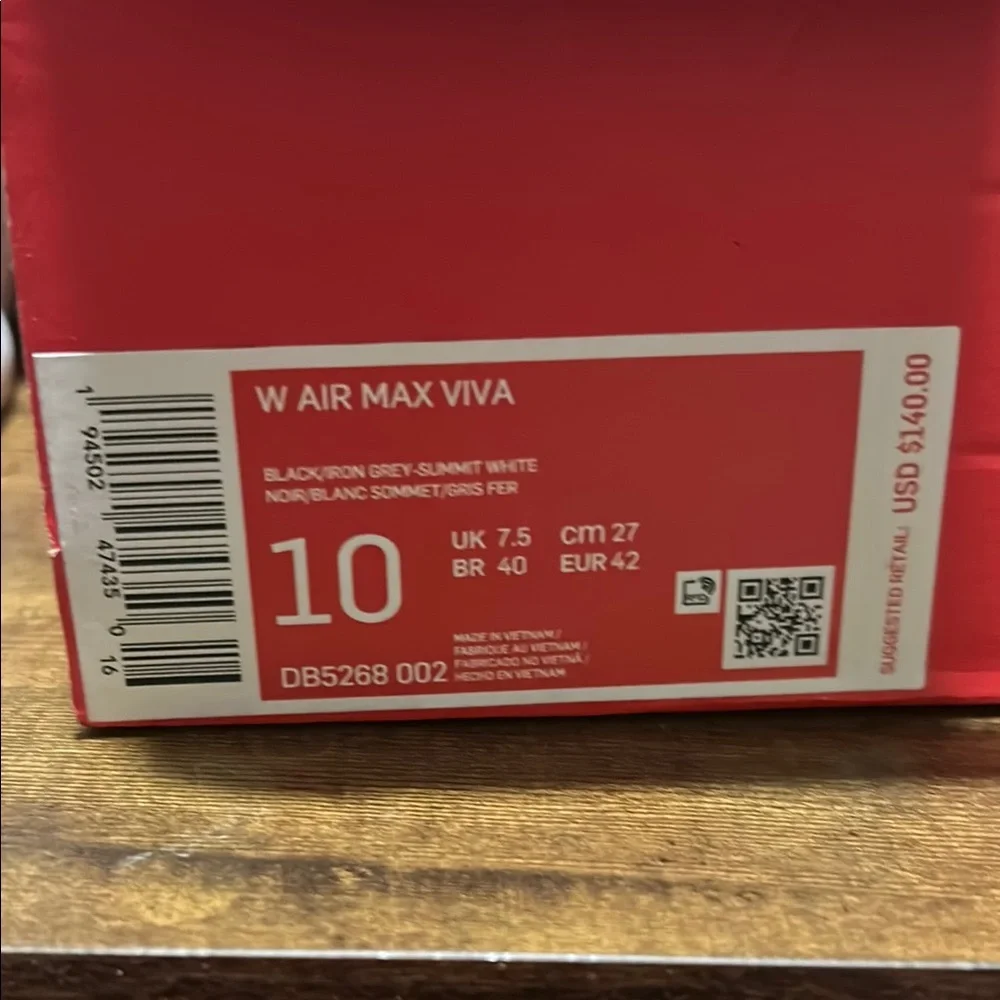 W AIR MAX VIVA
BLACK/IRON GREY-SUMMIT WHITE
NOIR/BLANC SOMMET/GRIS FER
10
UK 7.5 cm 27
BR 40 EUR 42
MADE IN VIETNAM /
FABRIQUE AU VIETNAM /
FABRICADO NO VIETNÃ /
HECHO EN VIETNAM
DB5268 002
1 94502 47435 0 16
SUGGESTED RETAIL: USD $140.00